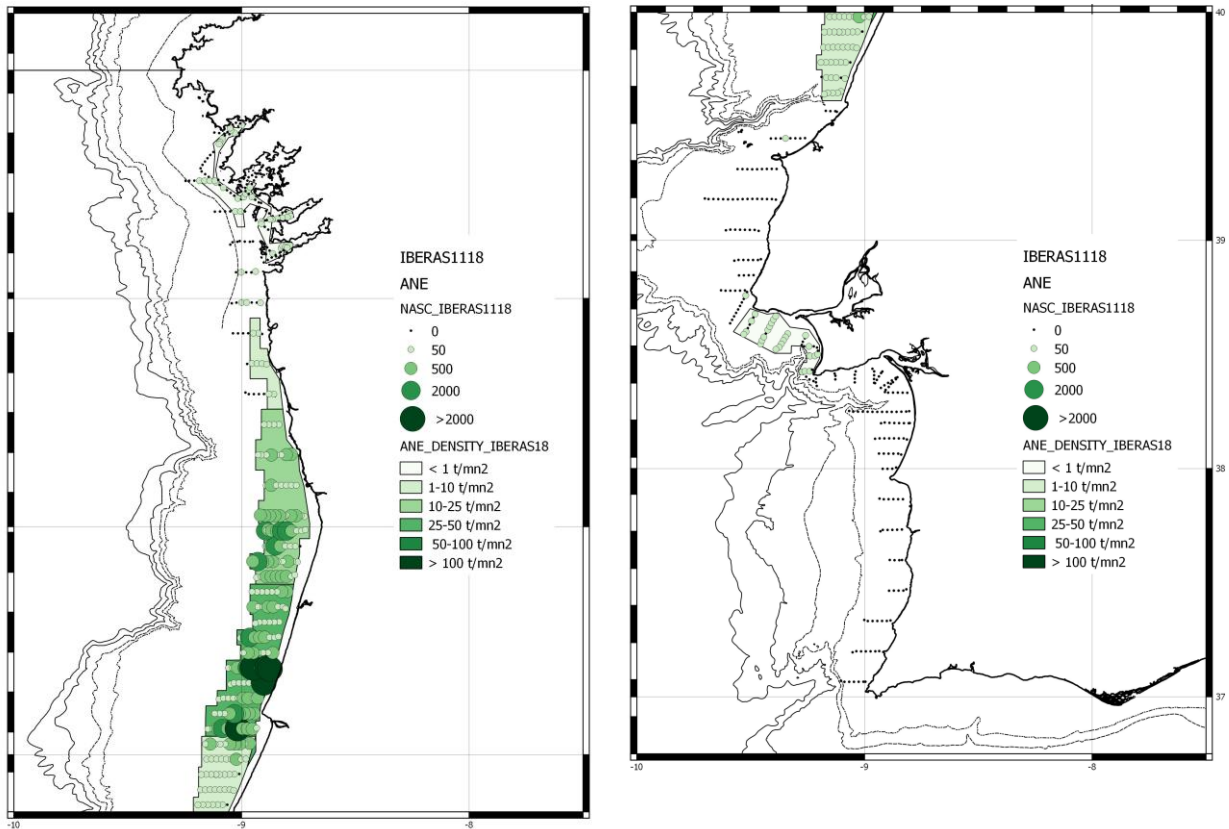 IBERAS1118
ANE
NASC_IBERAS1118
0
50
500
2000
>2000
ANE_DENSITY_IBERAS18
< 1 t/mn2
1-10 t/mn2
10-25 t/mn2
25-50 t/mn2
50-100 t/mn2
> 100 t/mn2
-10
-9
-8
40
39
38
37
IBERAS1118
ANE
NASC_IBERAS1118
0
50
500
2000
>2000
ANE_DENSITY_IBERAS18
< 1 t/mn2
1-10 t/mn2
10-25 t/mn2
25-50 t/mn2
50-100 t/mn2
> 100 t/mn2
-10
-9
-8